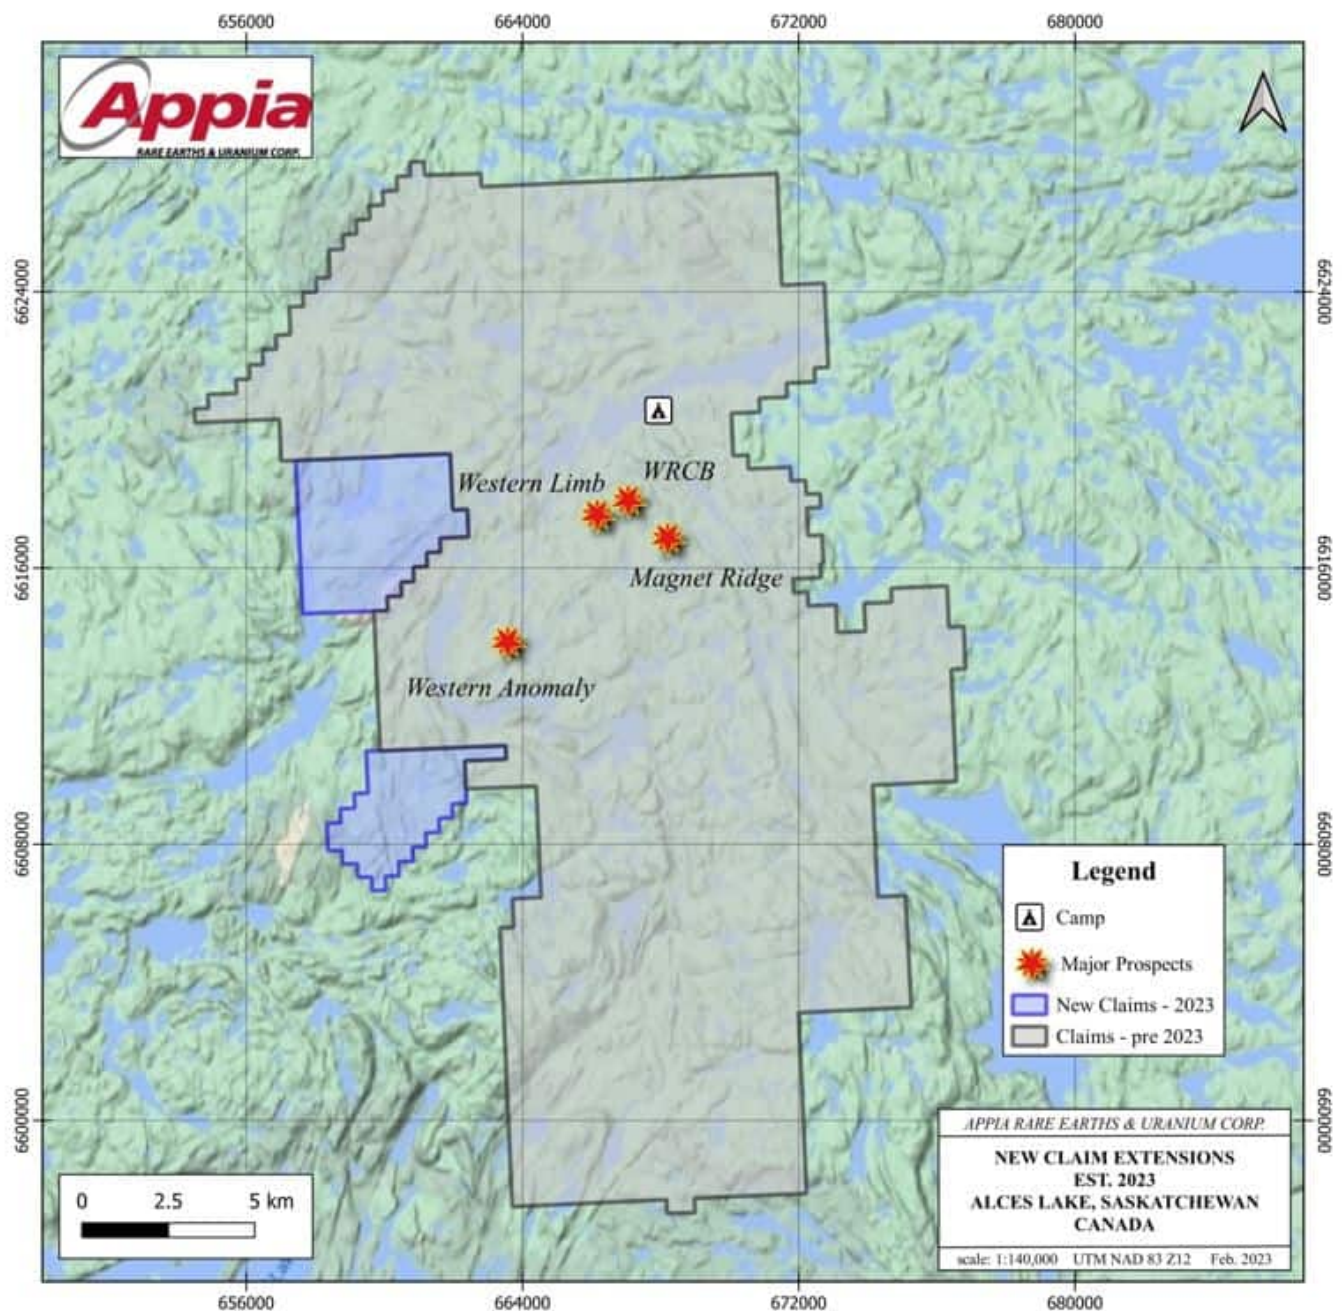 656000
664000
672000
680000
Appia
RARE EARTHS & URANIUM CORP.
6624000
6624000
WRCB
Western Limb
6616000
Magnet Ridge
6616000
Western Anomaly
6608000
6608000
Legend
Camp
Major Prospects
New Claims - 2023
Claims - pre 2023
6600000
6600000
APPIA RARE EARTHS & URANIUM CORP.
NEW CLAIM EXTENSIONS
EST. 2023
ALCES LAKE, SASKATCHEWAN
CANADA
scale: 1:140,000 UTM NAD 83 Z12 Feb. 2023
0 2.5 5 km
656000
664000
672000
680000